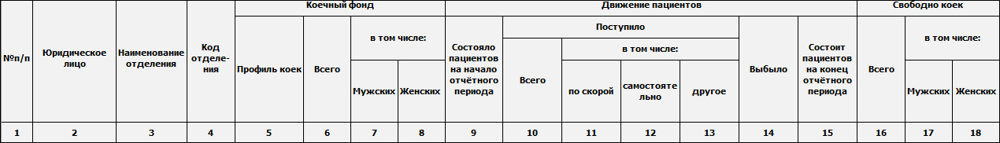 Коечный фонд
Движение пациентов
Свободно коек
№п/п
Юридическое
лицо
Наименование
отделения
Код
отделе-
ния
Профиль коек
Всего
в том числе:
Мужских
Женских
Состояло
пациентов
на начало
отчётного
периода
Поступило
Всего
в том числе:
по скорой
самостояте
льно
другое
Выбыло
Состоит
пациентов
на конец
отчётного
периода
Всего
в том числе:
Мужских
Женских
1 2 3 4 5 6 7 8 9 10 11 12 13 14 15 16 17 18